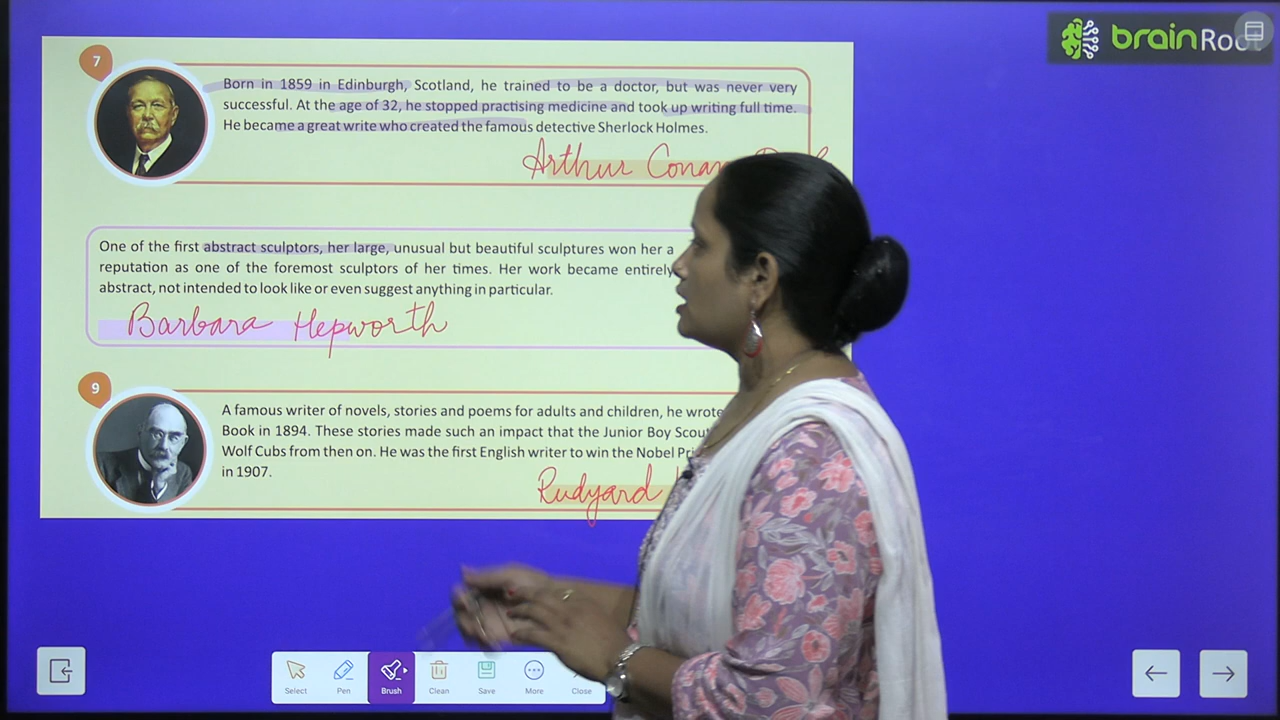 brainRoot
7
Born in 1859 in Edinburgh, Scotland, he trained to be a doctor, but was never very
successful. At the age of 32, he stopped practising medicine and took up writing full time.
He became a great write who created the famous detective Sherlock Holmes.
Arthur Conan
One of the first abstract sculptors, her large, unusual but beautiful sculptures won her a
reputation as one of the foremost sculptors of her times. Her work became entirely
abstract, not intended to look like or even suggest anything in particular.
Barbara Hepworth
9
A famous writer of novels, stories and poems for adults and children, he wrote
Book in 1894. These stories made such an impact that the Junior Boy Scout
Wolf Cubs from then on. He was the first English writer to win the Nobel
in 1907.
Rudyard
Select Pen Brush Clean Save More Close